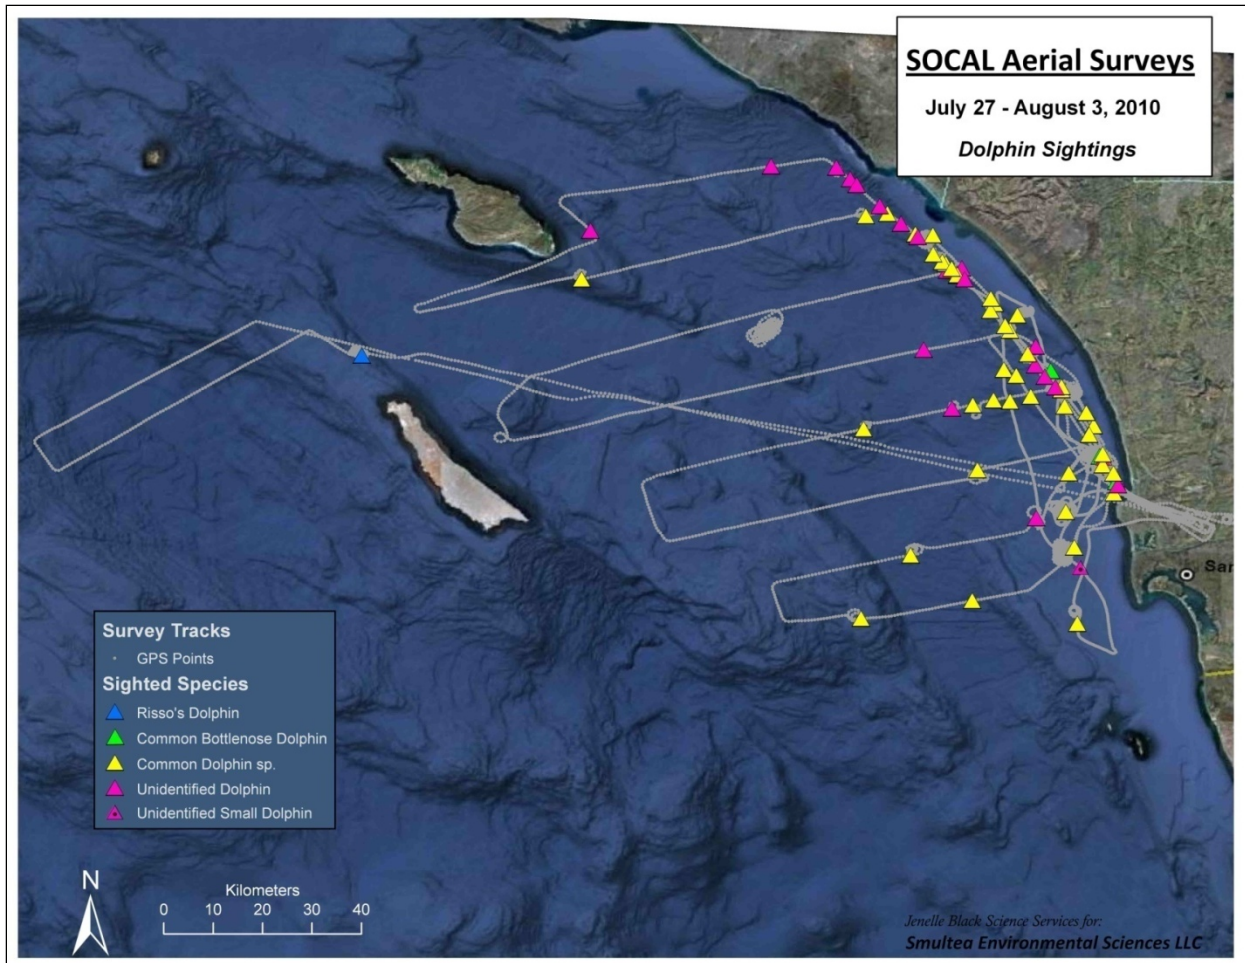 SOCAL Aerial Surveys
July 27 - August 3, 2010
Dolphin Sightings
San
Survey Tracks
GPS Points
Sighted Species
Risso's Dolphin
Common Bottlenose Dolphin
Common Dolphin sp.
Unidentified Dolphin
Unidentified Small Dolphin
N
Kilometers
0 10 20 30 40
Jenelle Black Science Services for:
Smultea Environmental Sciences LLC